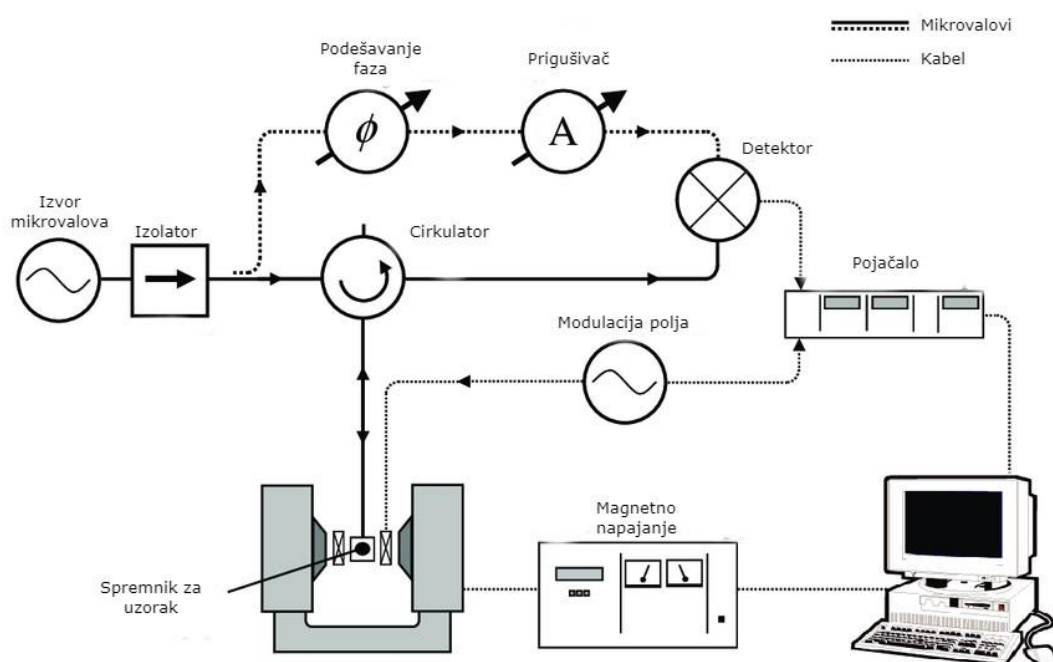 Mikrovalovi
Kabel
Podešavanje
faza
Prigušivač
ϕ
A
Detektor
Izvor
mikrovalova
Izolator
Cirkulator
Pojačalo
Modulacija polja
Magnetno
napajanje
Spremnik za
uzorak